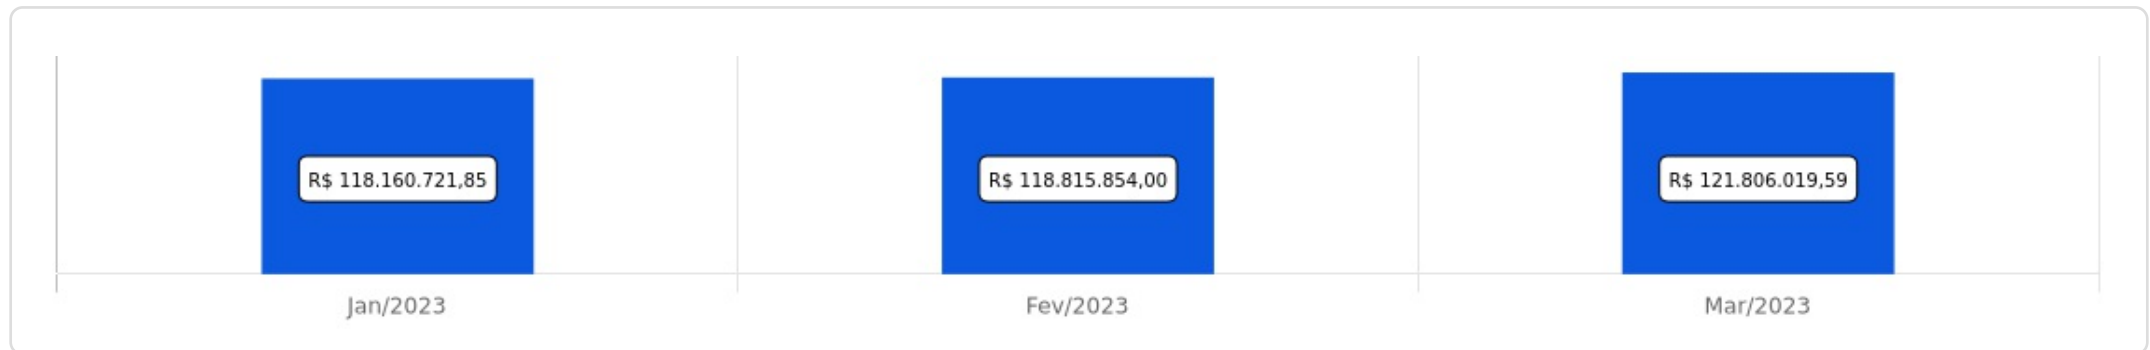 R$ 118.160.721,85
R$ 118.815.854,00
R$ 121.806.019,59
Jan/2023
Fev/2023
Mar/2023